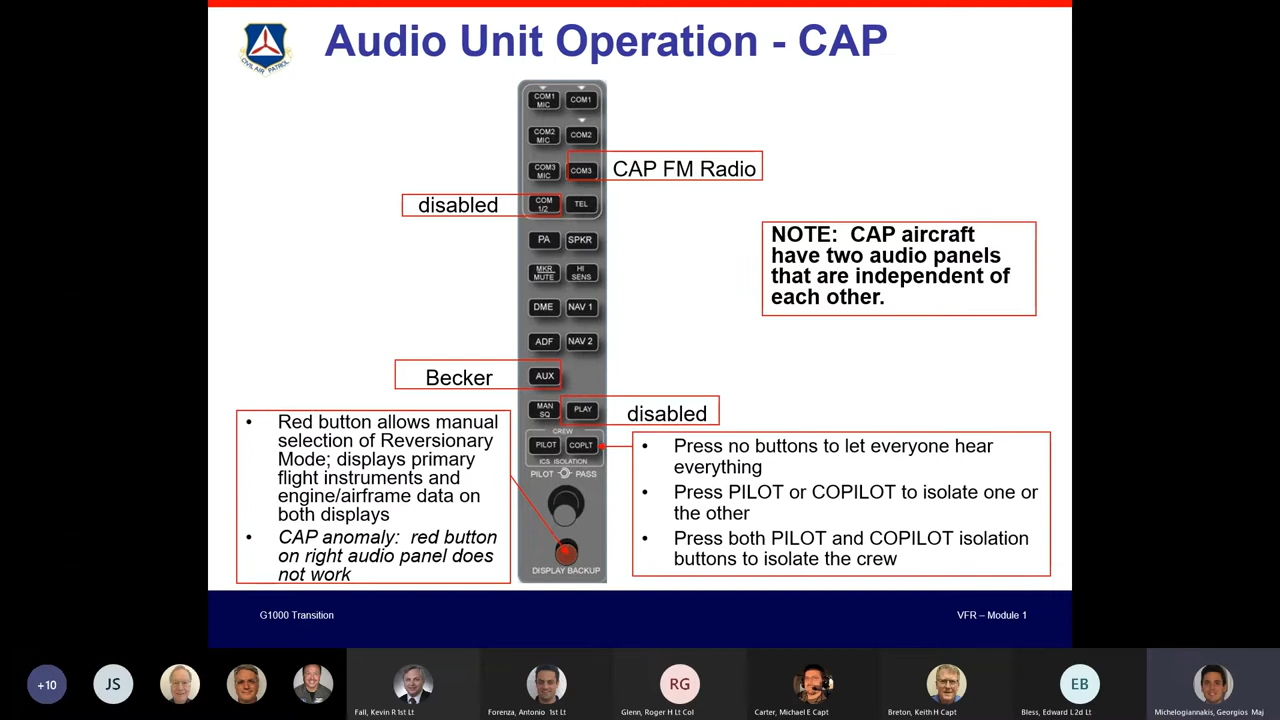 Audio Unit Operation - CAP
CIVIL AIR PATROL
COM1
MIC
COM1
COM2
MIC
COM2
COM3
MIC
COM3
CAP FM Radio
disabled
COM
1/2
TEL
PA
SPKR
MKR
MUTE
HI
SENS
DME
NAV 1
ADF
NAV 2
Becker
AUX
MAN
SQ
PLAY
disabled
CREW
PILOT
COPLT
ICS ISOLATION
PILOT
PASS
DISPLAY BACKUP
NOTE: CAP aircraft
have two audio panels
that are independent of
each other.
• Red button allows manual
selection of Reversionary
Mode; displays primary
flight instruments and
engine/airframe data on
both displays
• CAP anomaly: red button
on right audio panel does
not work
• Press no buttons to let everyone hear
everything
• Press PILOT or COPILOT to isolate one or
the other
• Press both PILOT and COPILOT isolation
buttons to isolate the crew
G1000 Transition
VFR – Module 1
+10
JS
RG
EB
Fall, Kevin R 1st Lt
Forenza, Antonio 1st Lt
Glenn, Roger H Lt Col
Carter, Michael E Capt
Breton, Keith H Capt
Bless, Edward L 2d Lt
Michelogiannakis, Georgios Maj